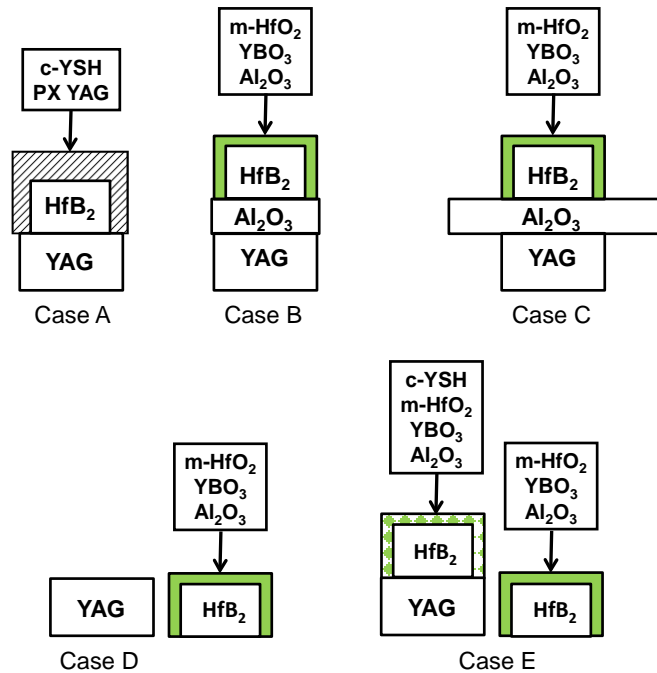 c-YSH
PX YAG
HfB₂
YAG
Case A
m-HfO₂
YBO₃
Al₂O₃
HfB₂
Al₂O₃
YAG
Case B
m-HfO₂
YBO₃
Al₂O₃
HfB₂
Al₂O₃
YAG
Case C
m-HfO₂
YBO₃
Al₂O₃
YAG
HfB₂
Case D
c-YSH
m-HfO₂
YBO₃
Al₂O₃
HfB₂
YAG
m-HfO₂
YBO₃
Al₂O₃
HfB₂
Case E